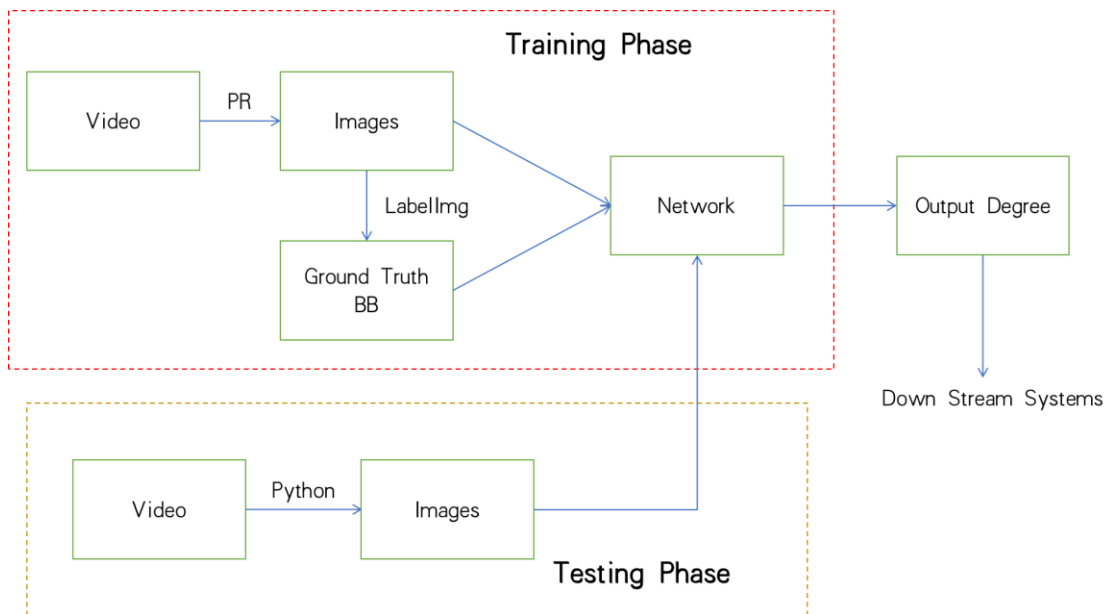 Training Phase
Video
PR
Images
LabelImg
Ground Truth
BB
Network
Output Degree
Down Stream Systems
Video
Python
Images
Testing Phase